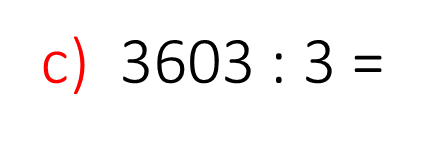 c) 3603 : 3 =